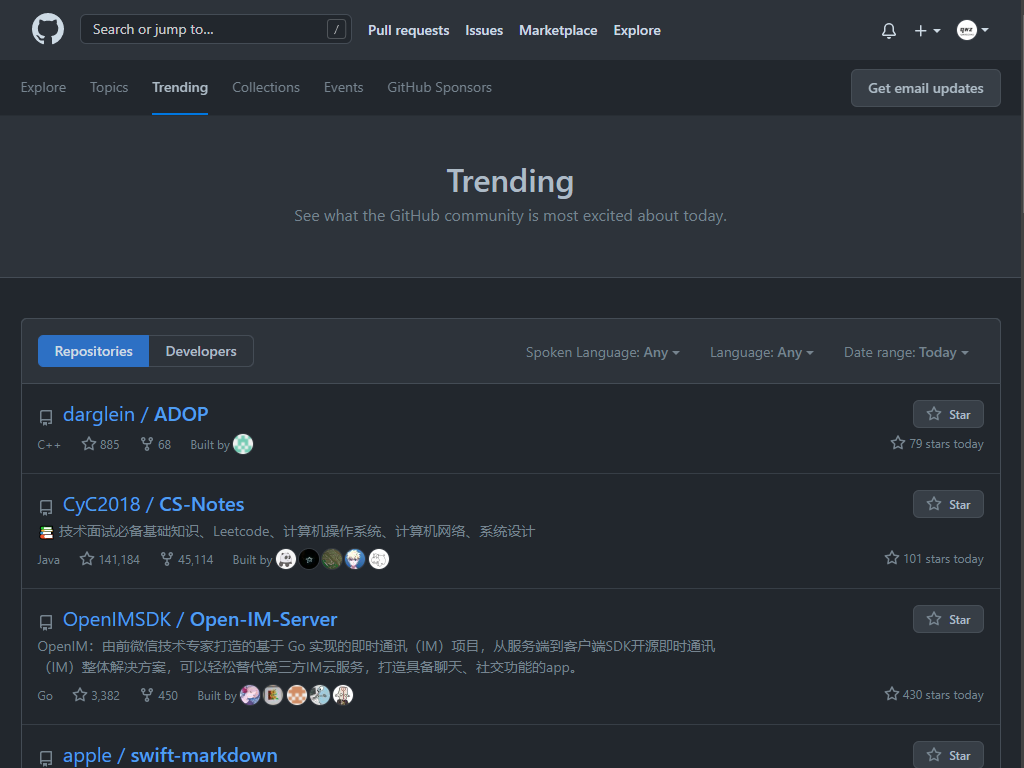 Search or jump to... /
Pull requests Issues Marketplace Explore
Explore Topics Trending Collections Events GitHub Sponsors Get email updates
Trending
See what the GitHub community is most excited about today.
Repositories Developers Spoken Language: Any Language: Any Date range: Today
darglein / ADOP Star
C++ 885 68 Built by 79 stars today
CyC2018 / CS-Notes Star
技术面试必备基础知识、Leetcode、计算机操作系统、计算机网络、系统设计
Java 141,184 45,114 Built by 101 stars today
OpenIMSDK / Open-IM-Server Star
OpenIM：由前微信技术专家打造的基于 Go 实现的即时通讯（IM）项目，从服务端到客户端SDK开源即时通讯
（IM）整体解决方案，可以轻松替代第三方IM云服务，打造具备聊天、社交功能的app。
Go 3,382 450 Built by 430 stars today
apple / swift-markdown Star